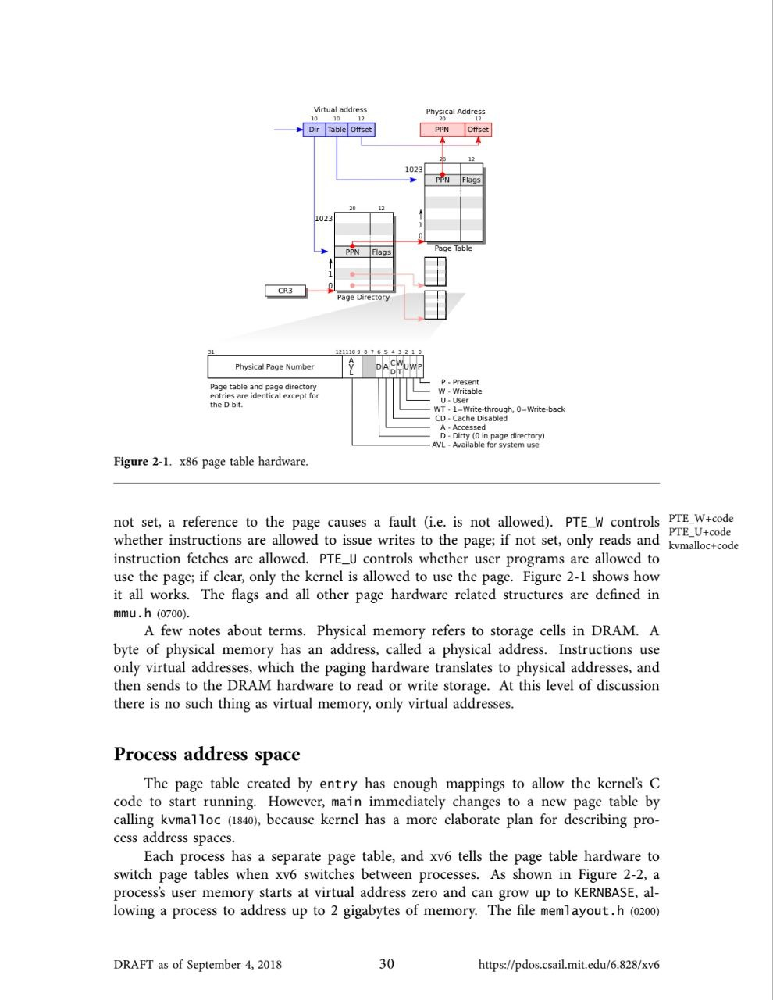 Virtual address
10 10 12
Dir Table Offset
Physical Address
20 12
PPN Offset
20 12
1023
PPN Flags
1
0
Page Table
20 12
1023
PPN Flags
1
0
CR3
Page Directory
31 12 11 10 9 8 7 6 5 4 3 2 1 0
Physical Page Number A V L D A C D W T U W P
Page table and page directory
entries are identical except for
the D bit.
P - Present
W - Writable
U - User
WT - 1=Write-through, 0=Write-back
CD - Cache Disabled
A - Accessed
D - Dirty (0 in page directory)
AVL - Available for system use
Figure 2-1. x86 page table hardware.
not set, a reference to the page causes a fault (i.e. is not allowed). PTE_W controls
whether instructions are allowed to issue writes to the page; if not set, only reads and
instruction fetches are allowed. PTE_U controls whether user programs are allowed to
use the page; if clear, only the kernel is allowed to use the page. Figure 2-1 shows how
it all works. The flags and all other page hardware related structures are defined in
mmu.h (0700).
PTE_W+code
PTE_U+code
kvmalloc+code
A few notes about terms. Physical memory refers to storage cells in DRAM. A
byte of physical memory has an address, called a physical address. Instructions use
only virtual addresses, which the paging hardware translates to physical addresses, and
then sends to the DRAM hardware to read or write storage. At this level of discussion
there is no such thing as virtual memory, only virtual addresses.
Process address space
The page table created by entry has enough mappings to allow the kernel's C
code to start running. However, main immediately changes to a new page table by
calling kvmalloc (1840), because kernel has a more elaborate plan for describing pro-
cess address spaces.
Each process has a separate page table, and xv6 tells the page table hardware to
switch page tables when xv6 switches between processes. As shown in Figure 2-2, a
process's user memory starts at virtual address zero and can grow up to KERNBASE, al-
lowing a process to address up to 2 gigabytes of memory. The file memlayout.h (0200)
DRAFT as of September 4, 2018 30 https://pdos.csail.mit.edu/6.828/xv6